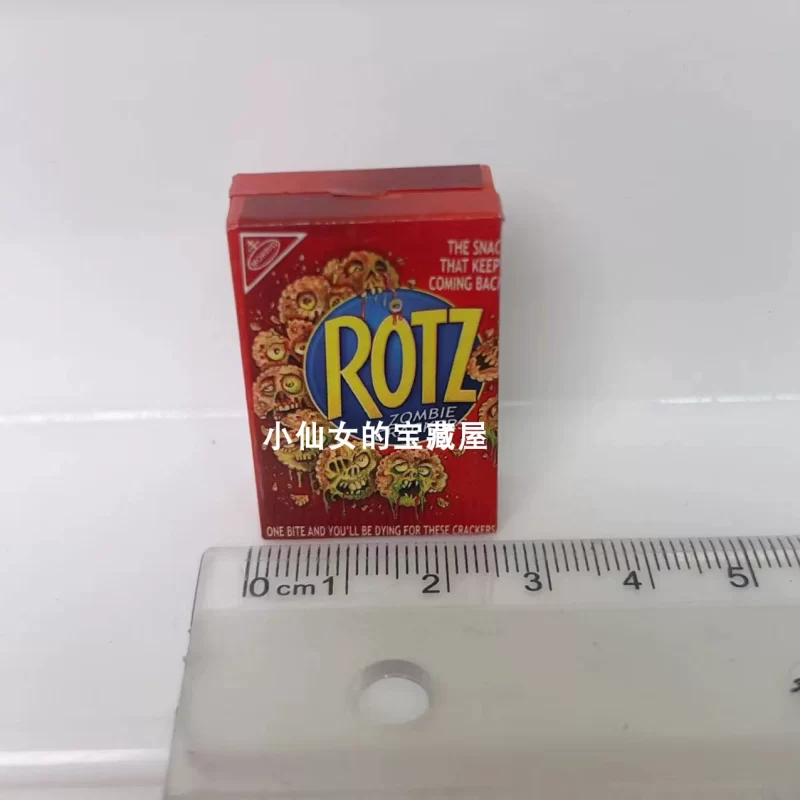 THE SNAC
THAT KEEP
COMING BAC
ROTZ
ZOMBIE
小仙女的宝藏屋
ONE BITE AND YOU'LL BE DYING FOR THESE CRACKERS
0 cm 1 2 3 4 5